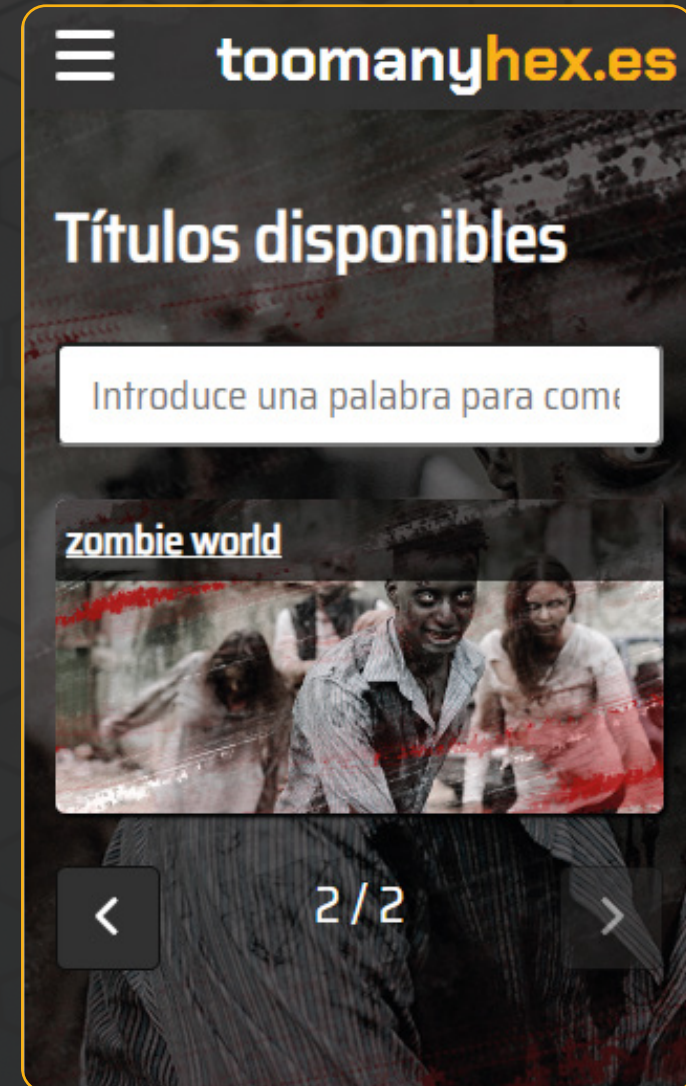 toomanyhex.es
Títulos disponibles
Introduce una palabra para come
zombie world
2 / 2